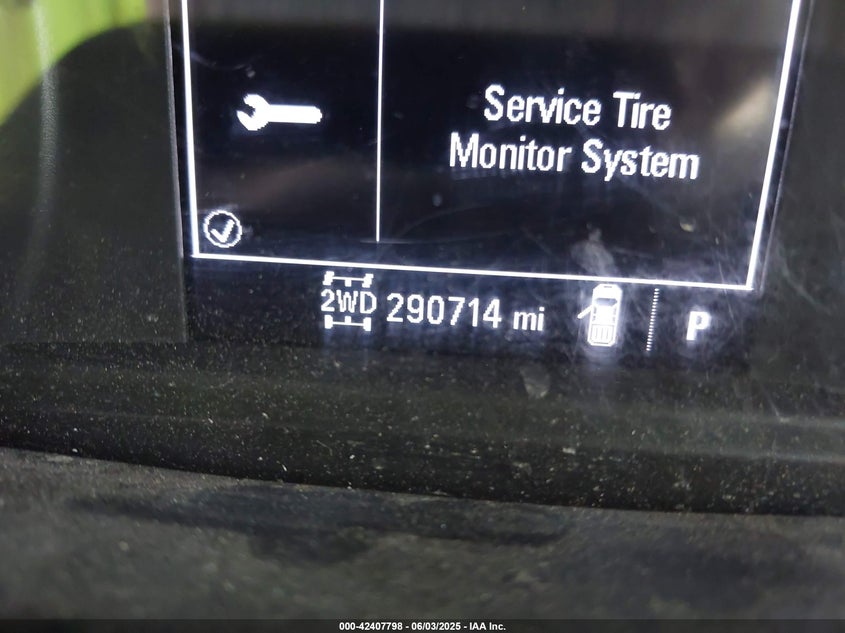 Service Tire
Monitor System
2WD 290714 mi P
000-42407798 - 06/03/2025 - IAA Inc.